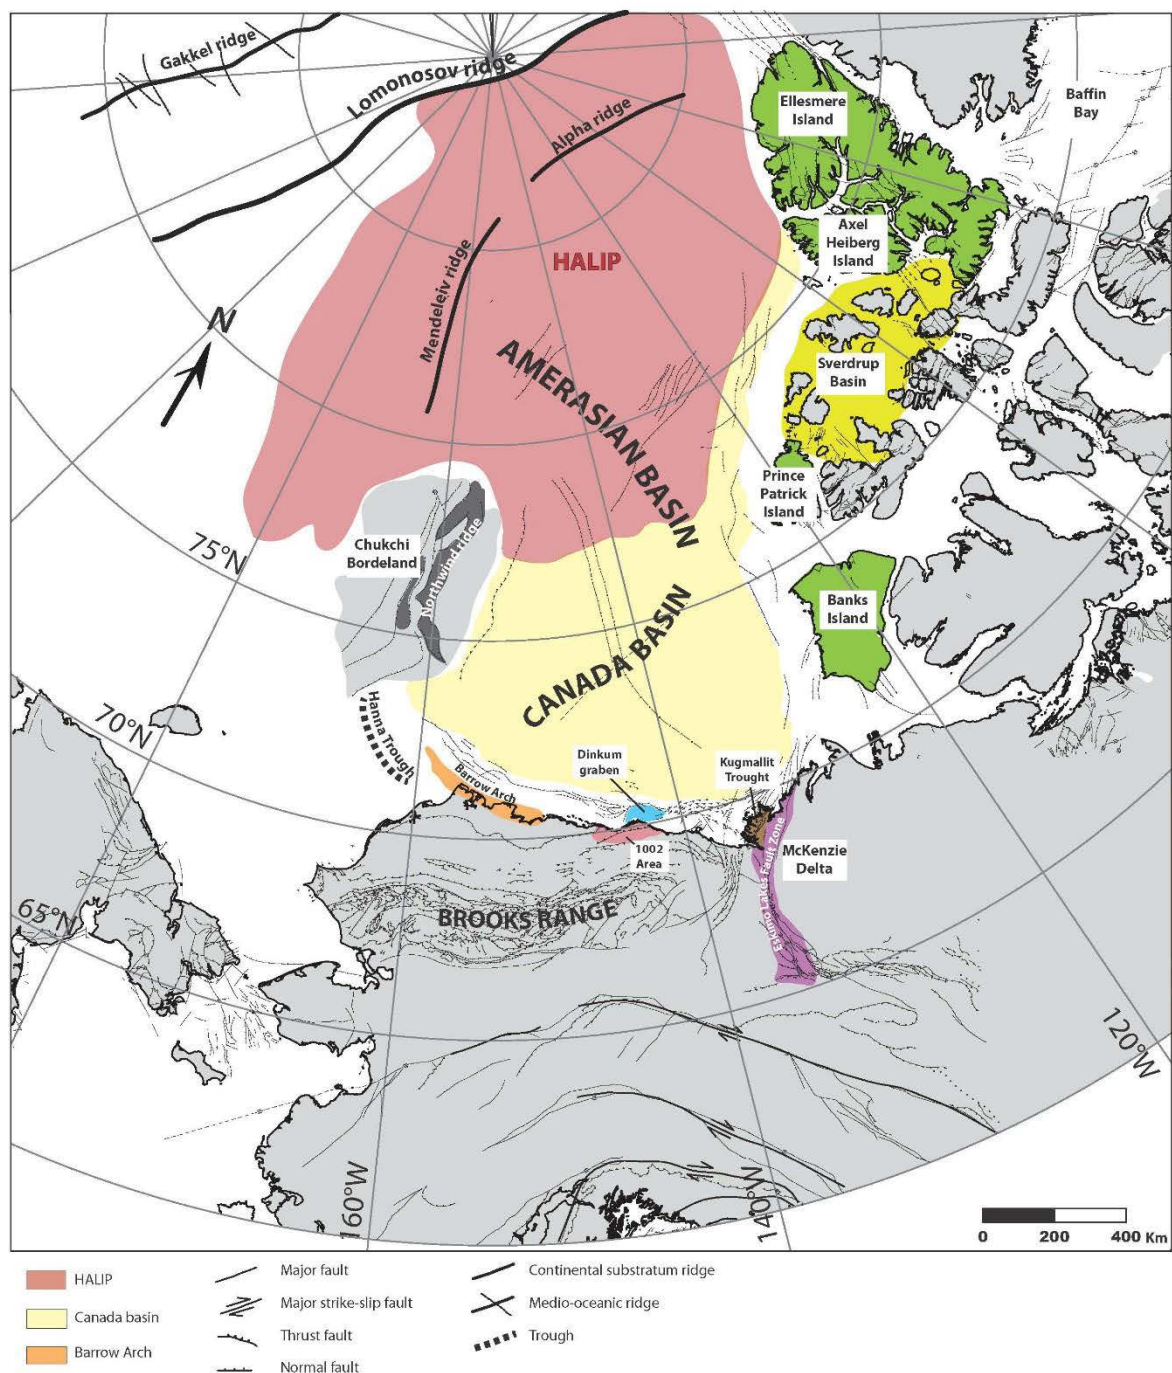 Gakkel ridge
Lomonosov ridge
Alpha ridge
Ellesmere
Island
Baffin
Bay
Axel
Heiberg
Island
HALIP
Mendeleiv ridge
N
AMERASIAN BASIN
Sverdrup
Basin
Prince
Patrick
Island
Chukchi
Bordeland
Northwind ridge
75°N
Banks
Island
CANADA BASIN
Hanna Trough
70°N
Dinkum
graben
Kugmallit
Trought
Barrow Arch
1002
Area
McKenzie
Delta
Eskimo Lakes Fault Zone
BROOKS RANGE
65°N
120°W
160°W
140°W
0 200 400 Km
HALIP
Canada basin
Barrow Arch
Major fault
Major strike-slip fault
Thrust fault
Normal fault
Continental substratum ridge
Medio-oceanic ridge
Trough